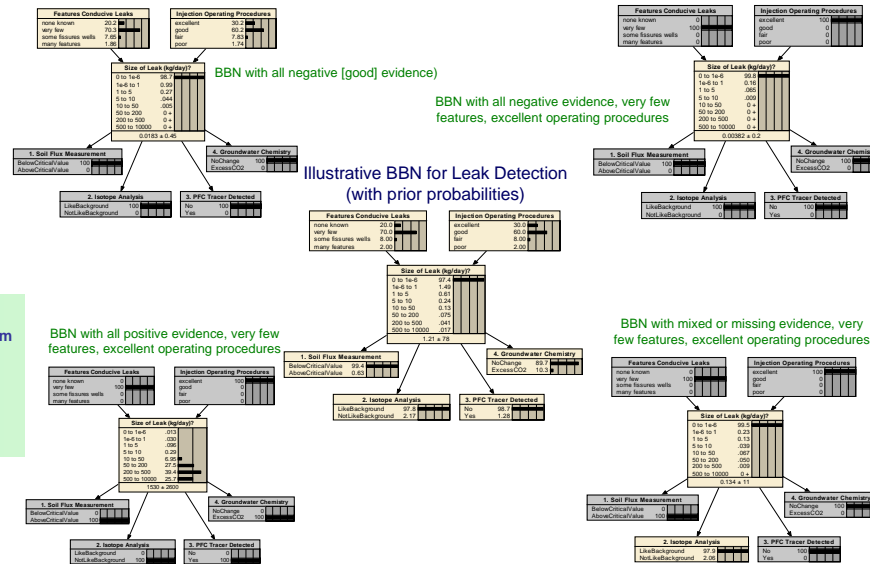 Features Conducive Leaks
none known 20.2
very few 70.3
some fissures wells 7.65
many features 1.86
Injection Operating Procedures
excellent 30.2
good 60.2
fair 7.83
poor 1.74
Size of Leak (kg/day)?
0 to 1e-6 98.7
1e-6 to 1 0.99
1 to 5 0.27
5 to 10 .044
10 to 50 .005
50 to 200 0 +
200 to 500 0 +
500 to 10000 0 +
0.0183 ± 0.45
BBN with all negative [good] evidence)
1. Soil Flux Measurement
BelowCriticalValue 100
AboveCriticalValue 0
4. Groundwater Chemistry
NoChange 100
ExcessCO2 0
2. Isotope Analysis
LikeBackground 100
NotLikeBackground 0
3. PFC Tracer Detected
No 100
Yes 0
Features Conducive Leaks
none known 0
very few 100
some fissures wells 0
many features 0
Injection Operating Procedures
excellent 100
good 0
fair 0
poor 0
Size of Leak (kg/day)?
0 to 1e-6 99.8
1e-6 to 1 0.16
1 to 5 .065
5 to 10 .009
10 to 50 0 +
50 to 200 0 +
200 to 500 0 +
500 to 10000 0 +
0.00382 ± 0.2
BBN with all negative evidence, very few
features, excellent operating procedures
1. Soil Flux Measurement
BelowCriticalValue 100
AboveCriticalValue 0
4. Groundwater Chemis
NoChange 100
ExcessCO2 0
2. Isotope Analysis
LikeBackground 100
NotLikeBackground 0
3. PFC Tracer Detected
No 100
Yes 0
Illustrative BBN for Leak Detection
(with prior probabilities)
Features Conducive Leaks
none known 20.0
very few 70.0
some fissures wells 8.00
many features 2.00
Injection Operating Procedures
excellent 30.0
good 60.0
fair 8.00
poor 2.00
Size of Leak (kg/day)?
0 to 1e-6 97.4
1e-6 to 1 1.49
1 to 5 0.61
5 to 10 0.24
10 to 50 0.13
50 to 200 .075
200 to 500 .041
500 to 10000 .017
1.21 ± 78
1. Soil Flux Measurement
BelowCriticalValue 99.4
AboveCriticalValue 0.63
4. Groundwater Chemistry
NoChange 89.7
ExcessCO2 10.3
2. Isotope Analysis
LikeBackground 97.8
NotLikeBackground 2.17
3. PFC Tracer Detected
No 98.7
Yes 1.28
m
BBN with all positive evidence, very few
features, excellent operating procedures
Features Conducive Leaks
none known 0
very few 100
some fissures wells 0
many features 0
Injection Operating Procedures
excellent 100
good 0
fair 0
poor 0
Size of Leak (kg/day)?
0 to 1e-6 .013
1e-6 to 1 .030
1 to 5 .096
5 to 10 0.29
10 to 50 6.95
50 to 200 27.5
200 to 500 39.4
500 to 10000 25.7
1530 ± 2600
1. Soil Flux Measurement
BelowCriticalValue 0
AboveCriticalValue 100
4. Groundwater Chemistry
NoChange 0
ExcessCO2 100
2. Isotope Analysis
LikeBackground 0
NotLikeBackground 100
3. PFC Tracer Detected
No 0
Yes 100
BBN with mixed or missing evidence, very
few features, excellent operating procedures
Features Conducive Leaks
none known 0
very few 100
some fissures wells 0
many features 0
Injection Operating Procedures
excellent 100
good 0
fair 0
poor 0
Size of Leak (kg/day)?
0 to 1e-6 99.5
1e-6 to 1 0.23
1 to 5 0.13
5 to 10 .039
10 to 50 .067
50 to 200 .050
200 to 500 .009
500 to 10000 0 +
0.134 ± 11
1. Soil Flux Measurement
BelowCriticalValue 0
AboveCriticalValue 100
4. Groundwater Chemistry
NoChange 100
ExcessCO2 0
2. Isotope Analysis
LikeBackground 97.9
NotLikeBackground 2.06
3. PFC Tracer Detected
No 100
Yes 0